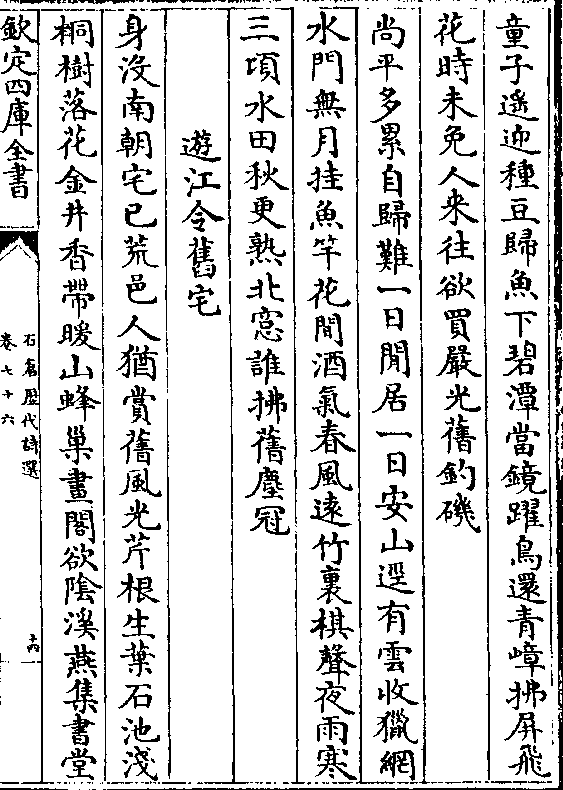 童子遙迎種豆歸魚下碧潭當鏡躍鳥還青嶂拂屏飛
花時未免人来往欲買嚴光舊釣磯
尚平多累自歸難一日閒居一日安山逕有雲收獵網
水門無月挂魚竿花間酒氣春風遠竹裏棋聲夜雨寒
三頃水田秋更熟北窓誰拂舊塵冠
遊江令舊宅
身沒南朝宅已荒邑人猶賞舊風光芹根生葉石池淺
桐樹落花金井香帶暖山蜂巢畫閣欲陰溪燕集書堂
欽定四庫全書
石倉歷代詩選
卷七十六
十六